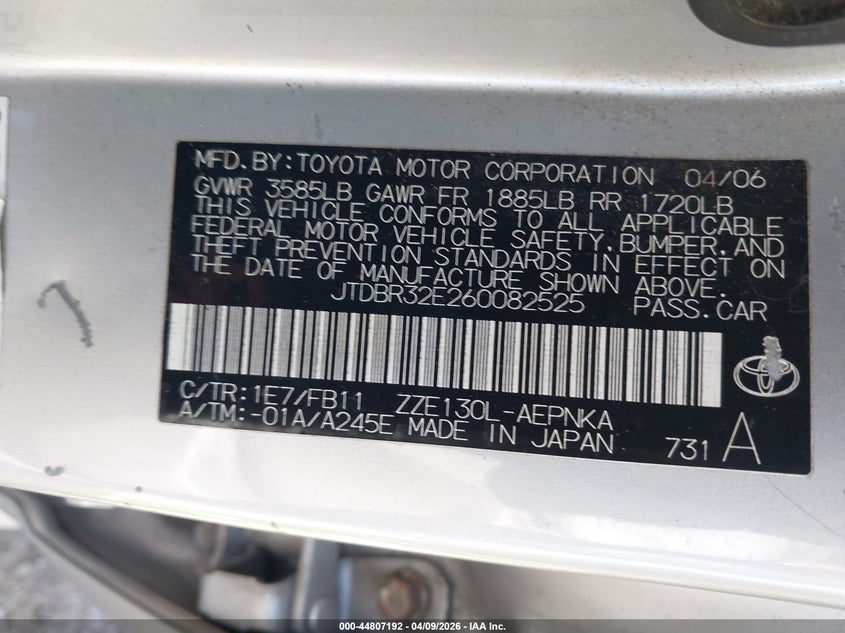 MFD.BY:TOYOTA MOTOR CORPORATION 04/06
GVWR 3585LB GAWR FR 1885LB RR 1720LB
THIS VEHICLE CONFORMS TO ALL APPLICABLE
FEDERAL MOTOR VEHICLE SAFETY,BUMPER,AND
THEFT PREVENTION STANDARDS IN EFFECT ON
THE DATE OF MANUFACTURE SHOWN ABOVE.
JTDBR32E260082525 PASS.CAR
C/TR:1E7/FB11 ZZE130L-AEPNKA
A/TM:-01A/A245E MADE IN JAPAN 731 A
000-44807192 - 04/09/2026 - IAA Inc.